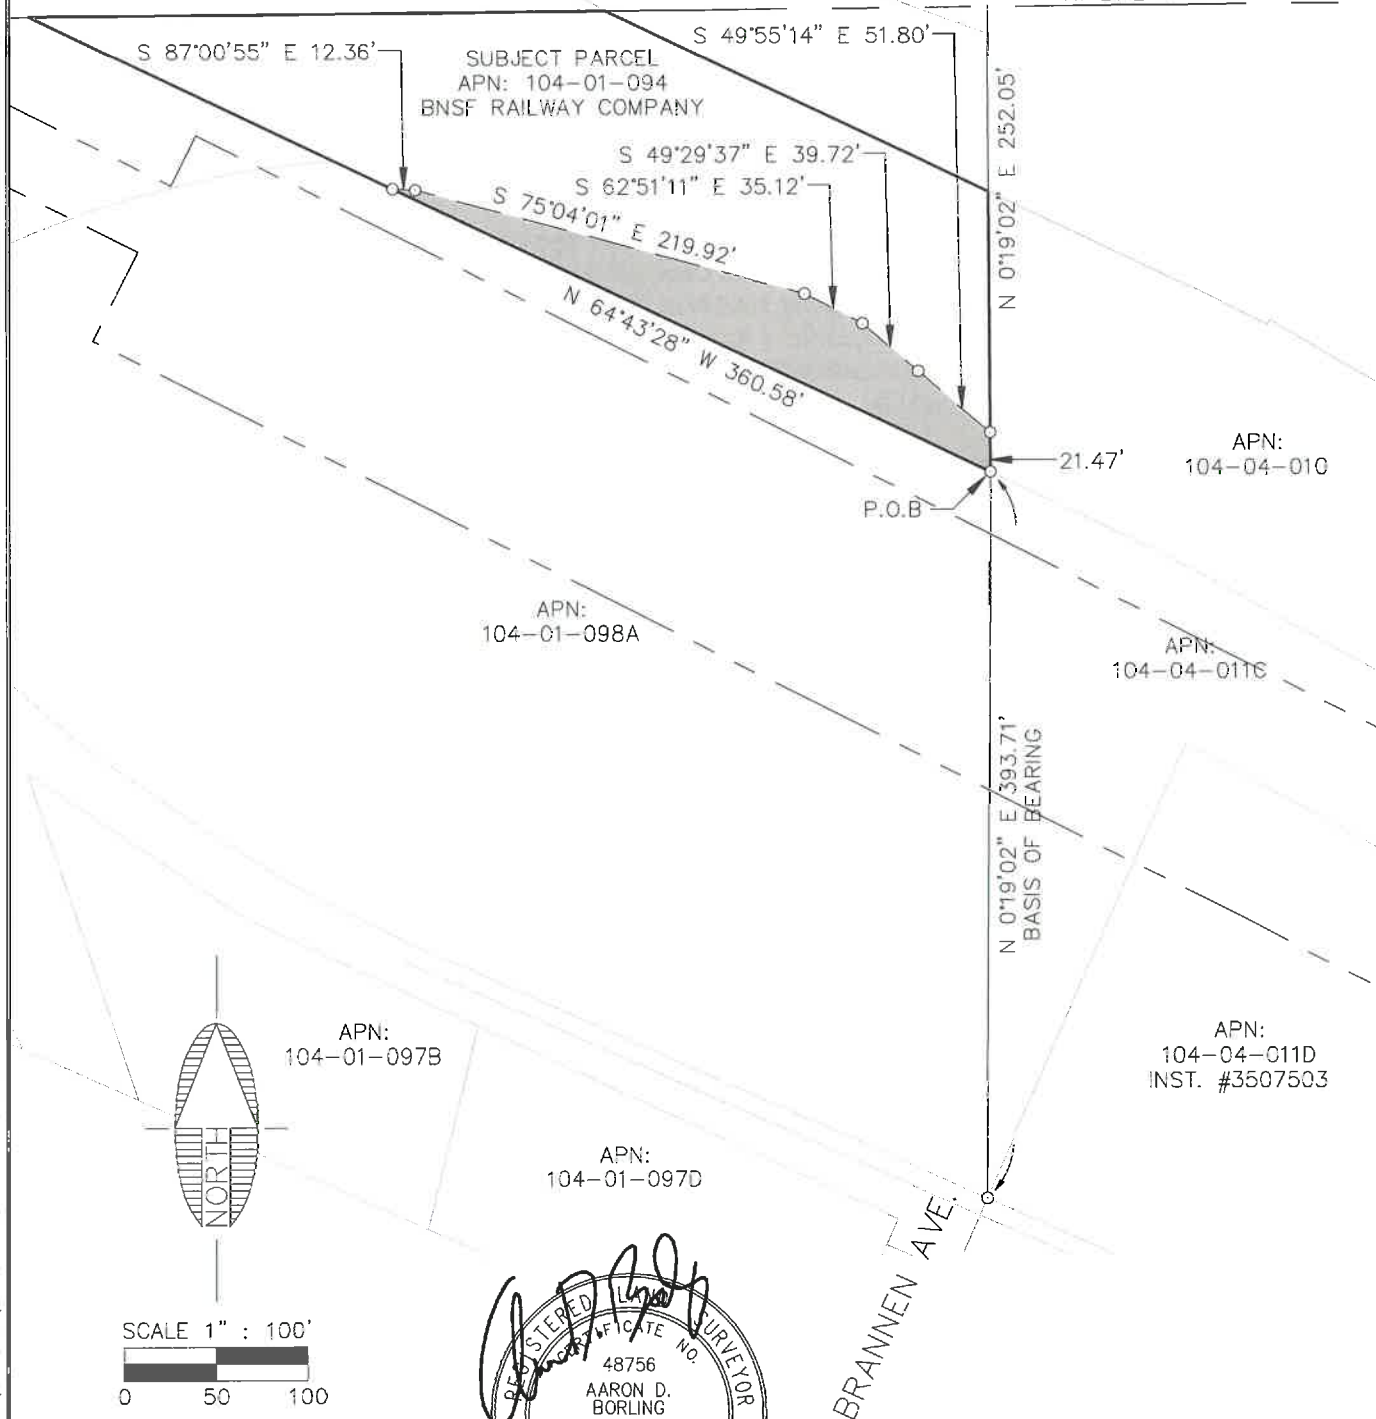 S 87°00'55" E 12.36'
SUBJECT PARCEL
APN: 104-01-094
BNSF RAILWAY COMPANY
S 49°55'14" E 51.80'
N 0°19'02" E 252.05'
S 49°29'37" E 39.72'
S 62°51'11" E 35.12'
S 75°04'01" E 219.92'
N 64°43'28" W 360.58'
21.47'
P.O.B
APN:
104-04-010
APN:
104-01-098A
APN:
104-04-011C
N 0°19'02" E 393.71'
BASIS OF BEARING
APN:
104-01-097B
APN:
104-04-011D
INST. #3507503
APN:
104-01-097D
NORTH
BRANNEN AVE.
SCALE 1" : 100'
0 50 100
REGISTERED LAND SURVEYOR
CERTIFICATE NO.
48756
AARON D.
BORLING